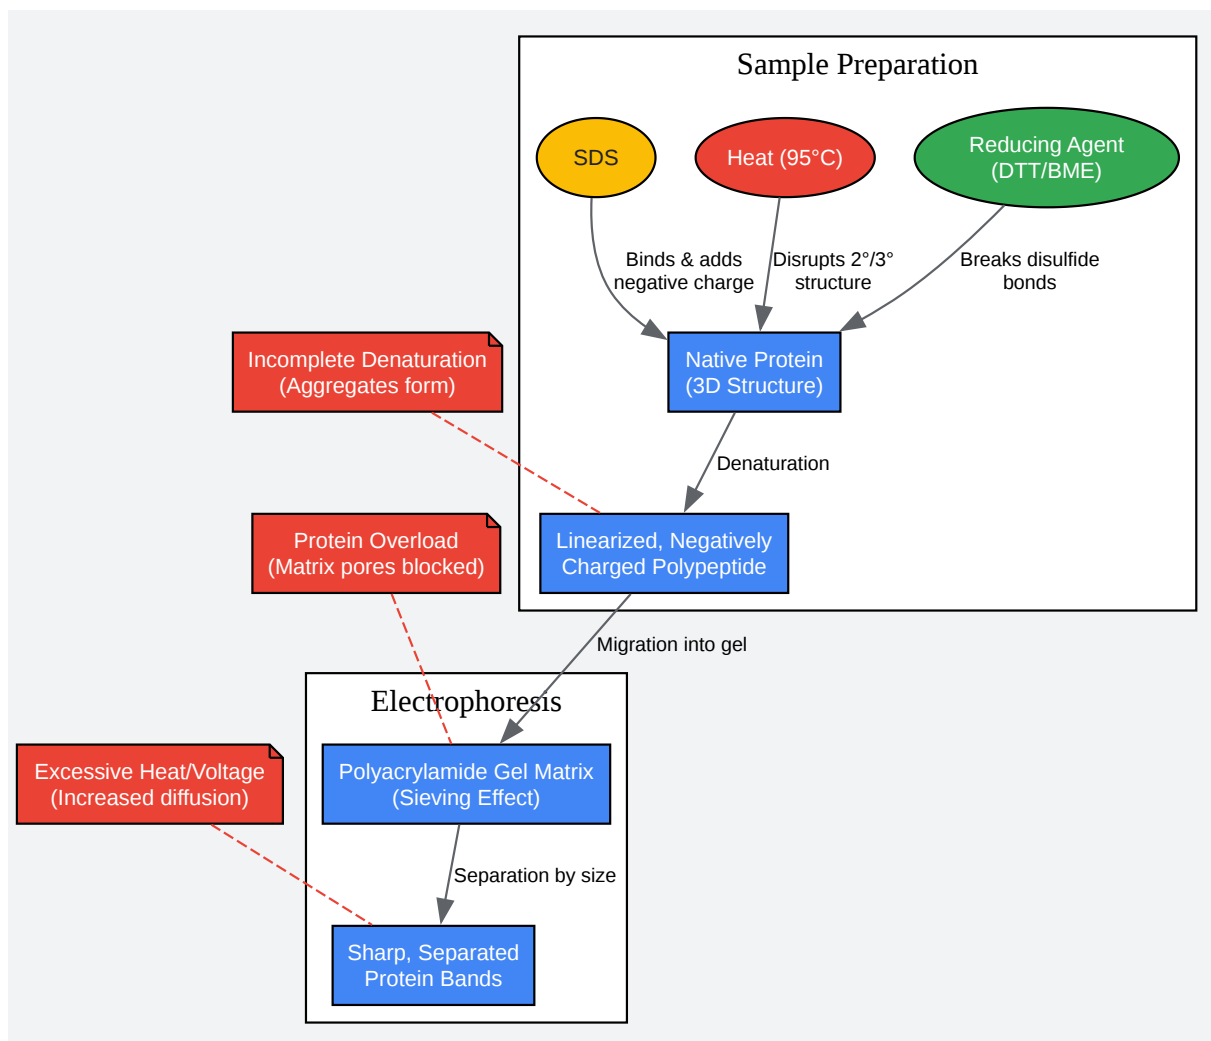 Sample Preparation
SDS
Heat (95°C)
Reducing Agent
(DTT/BME)
Binds & adds
negative charge
Disrupts 2°/3°
structure
Breaks disulfide
bonds
Incomplete Denaturation
(Aggregates form)
Native Protein
(3D Structure)
Denaturation
Protein Overload
(Matrix pores blocked)
Linearized, Negatively
Charged Polypeptide
Migration into gel
Electrophoresis
Excessive Heat/Voltage
(Increased diffusion)
Polyacrylamide Gel Matrix
(Sieving Effect)
Separation by size
Sharp, Separated
Protein Bands